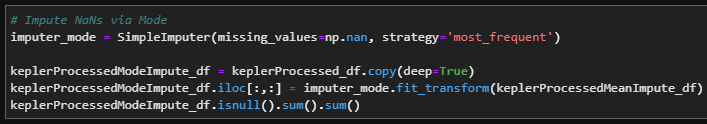 # Impute NaNs via Mode
imputer_mode = SimpleImputer(missing_values=np.nan, strategy='most_frequent')
keplerProcessedModeImpute_df = keplerProcessed_df.copy(deep=True)
keplerProcessedModeImpute_df.iloc[:,:] = imputer_mode.fit_transform(keplerProcessedMeanImpute_df)
keplerProcessedModeImpute_df.isnull().sum().sum()